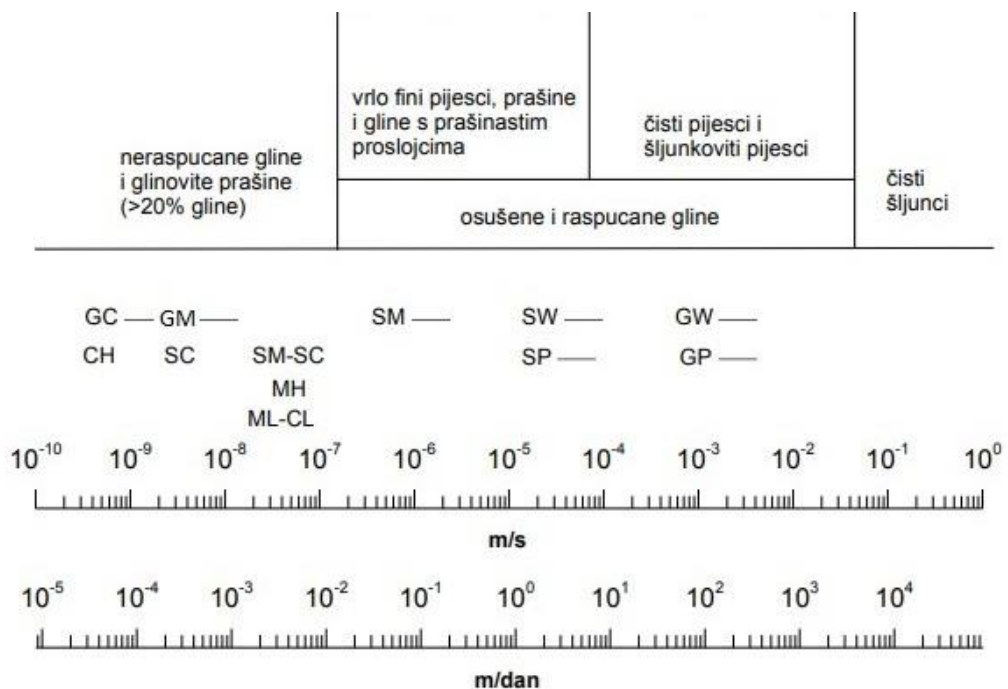 vrlo fini pijesci, prašine
i gline s prašinastim
proslojcima
čisti pijesci i
šljunkoviti pijesci
neraspucane gline
i glinovite prašine
(>20% gline)
čisti
šljunci
osušene i raspucane gline
GC GM SM SW GW
CH SC SM-SC SP GP
MH
ML-CL
10⁻¹⁰ 10⁻⁹ 10⁻⁸ 10⁻⁷ 10⁻⁶ 10⁻⁵ 10⁻⁴ 10⁻³ 10⁻² 10⁻¹ 10⁰
m/s
10⁻⁵ 10⁻⁴ 10⁻³ 10⁻² 10⁻¹ 10⁰ 10¹ 10² 10³ 10⁴
m/dan